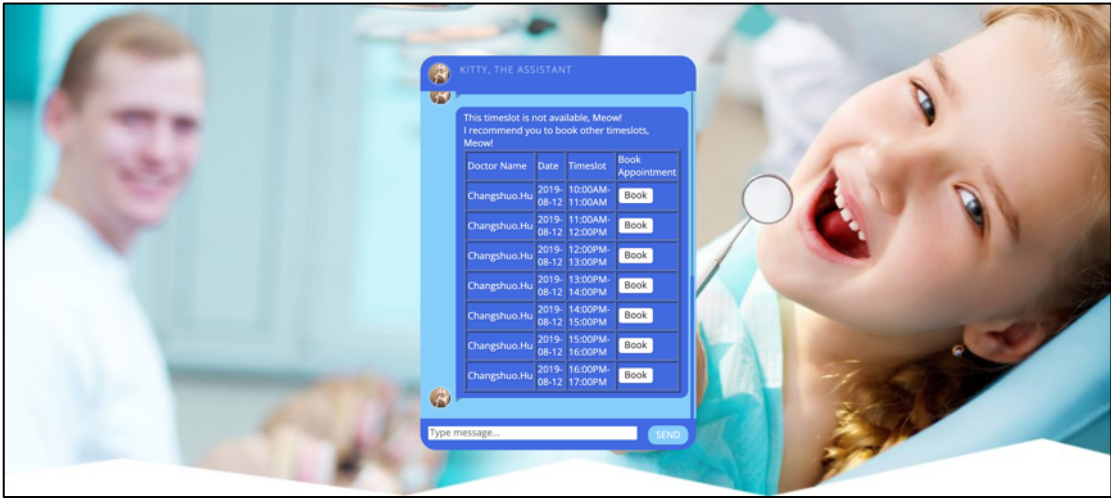 KITTY, THE ASSISTANT
This timeslot is not available, Meow!
I recommend you to book other timeslots,
Meow!
Doctor Name Date Timeslot Book
Appointment
Changshuo.Hu 2019- 10:00AM- Book
08-12 11:00AM
Changshuo.Hu 2019- 11:00AM- Book
08-12 12:00PM
Changshuo.Hu 2019- 12:00PM- Book
08-12 13:00PM
Changshuo.Hu 2019- 13:00PM- Book
08-12 14:00PM
Changshuo.Hu 2019- 14:00PM- Book
08-12 15:00PM
Changshuo.Hu 2019- 15:00PM- Book
08-12 16:00PM
Changshuo.Hu 2019- 16:00PM- Book
08-12 17:00PM
Type message... SEND